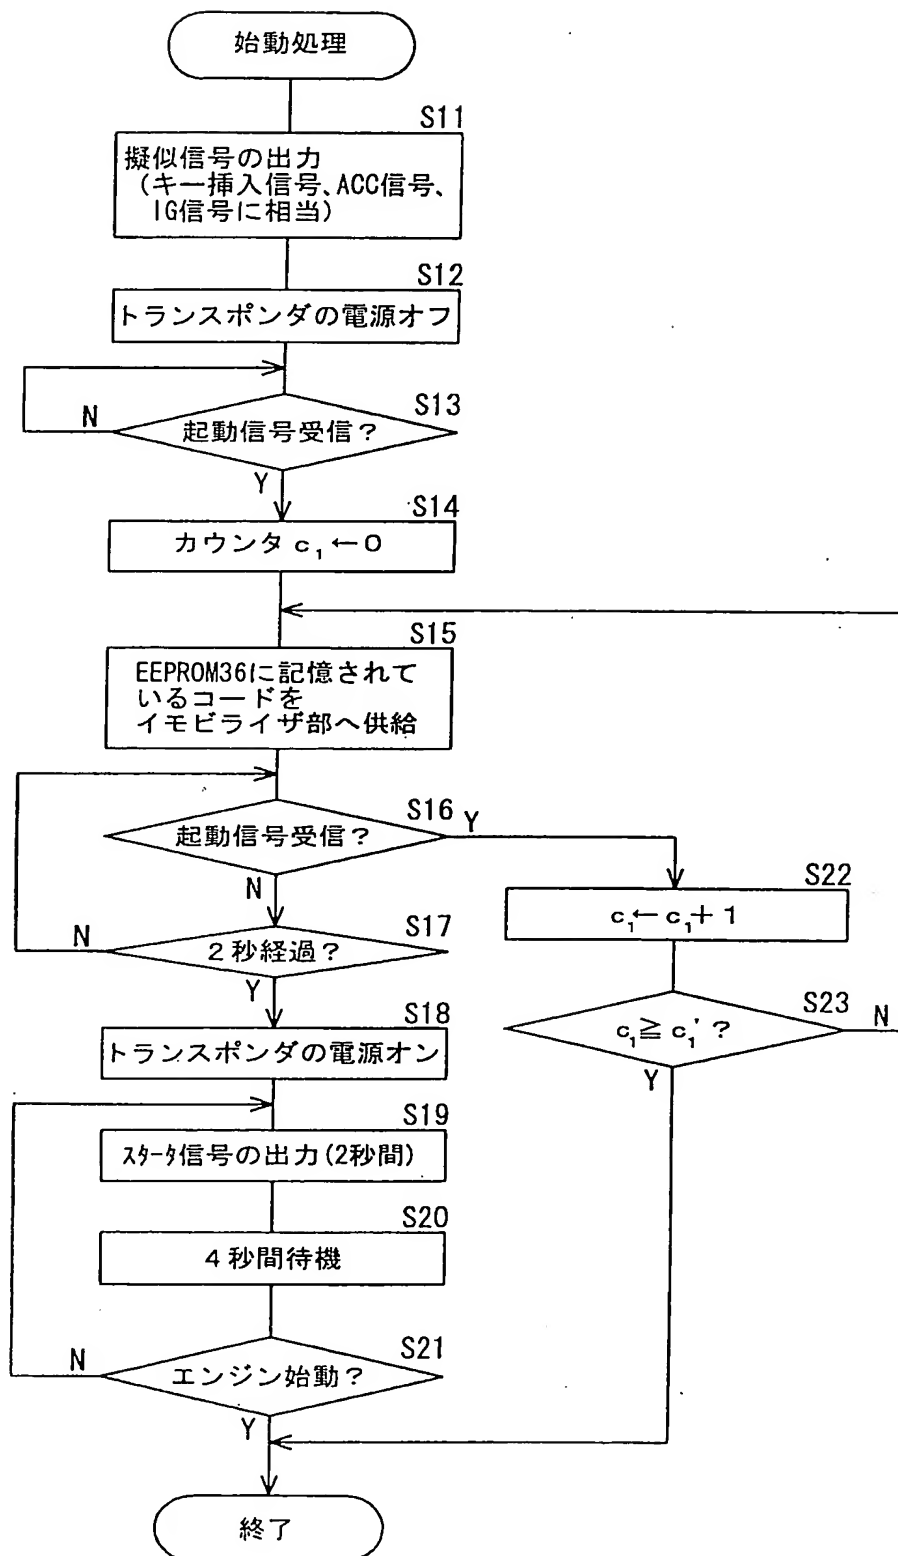 始動処理
S11
擬似信号の出力
(キー挿入信号、ACC信号、
IG信号に相当)
S12
トランスポンダの電源オフ
S13
起動信号受信?
N
Y
S14
カウンタc₁←0
S15
EEPROM36に記憶されて
いるコードを
イモビライザ部へ供給
S16
起動信号受信?
Y
N
S22
c₁←c₁+1
S17
2秒経過?
N
Y
S23
c₁≧c₁'?
N
Y
S18
トランスポンダの電源オン
S19
スタータ信号の出力(2秒間)
S20
4秒間待機
S21
エンジン始動?
N
Y
終了